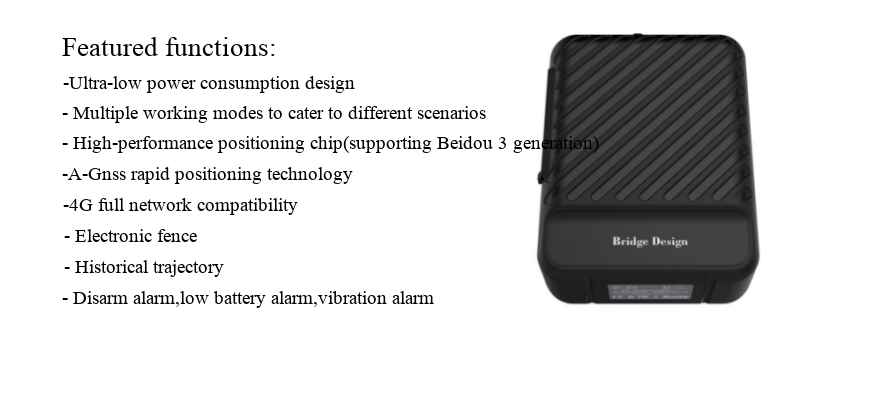 Featured functions:
-Ultra-low power consumption design
- Multiple working modes to cater to different scenarios
- High-performance positioning chip(supporting Beidou 3 generation)
-A-Gnss rapid positioning technology
-4G full network compatibility
- Electronic fence
- Historical trajectory
- Disarm alarm,low battery alarm,vibration alarm
Bridge Design